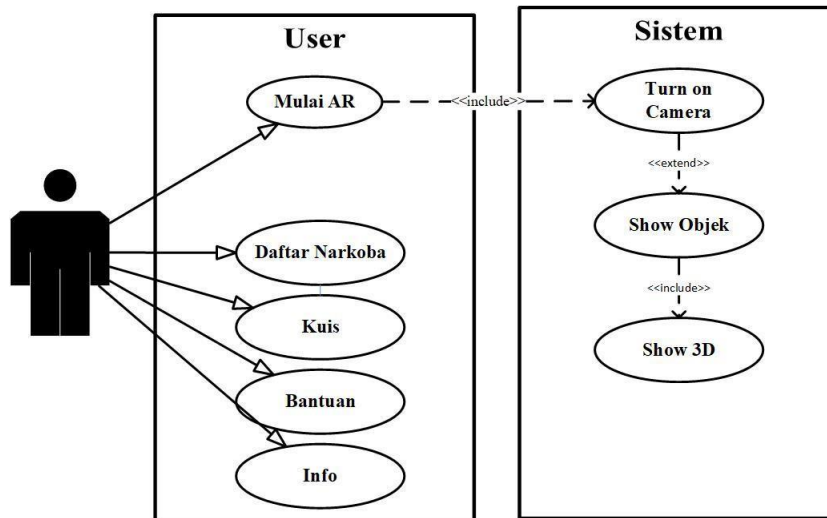 User
Sistem
Mulai AR
<<include>>
Turn on
Camera
<<extend>>
Daftar Narkoba
Show Objek
<<include>>
Kuis
Show 3D
Bantuan
Info